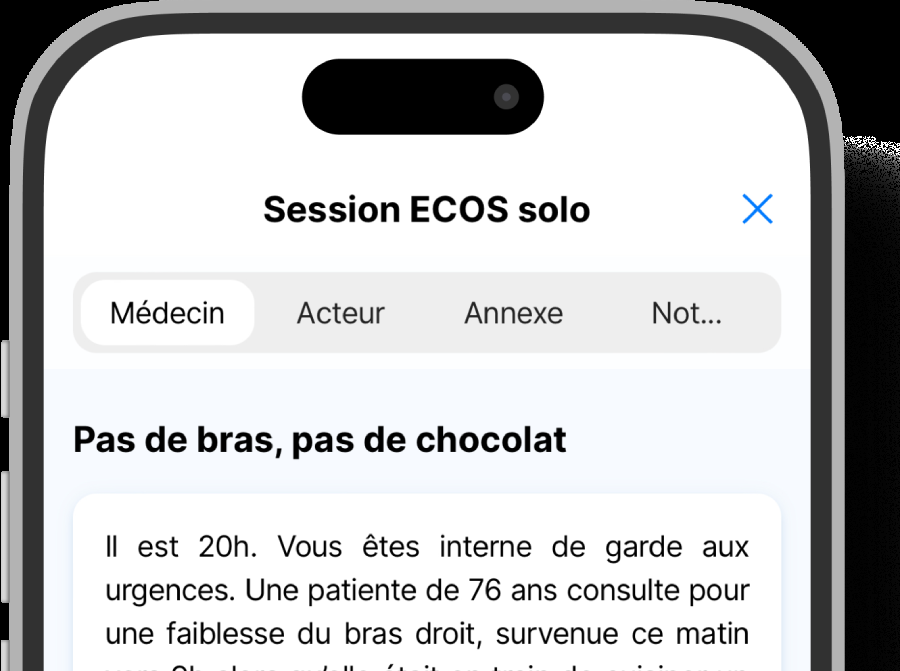 Session ECOS solo
Médecin Acteur Annexe Not...
Pas de bras, pas de chocolat
Il est 20h. Vous êtes interne de garde aux
urgences. Une patiente de 76 ans consulte pour
une faiblesse du bras droit, survenue ce matin